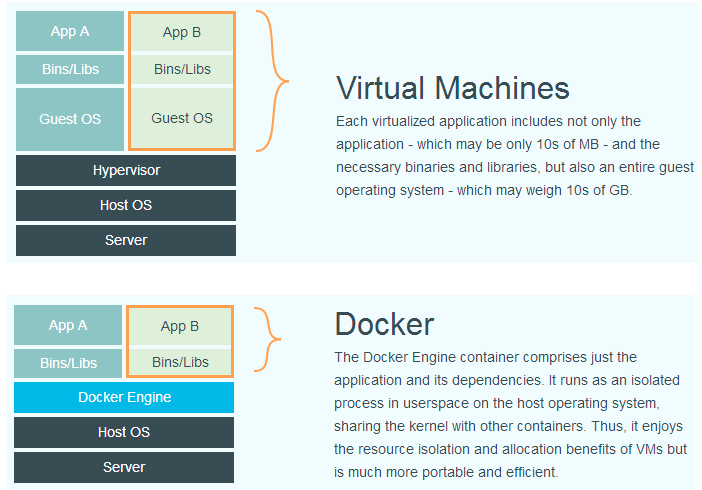 App A
App B
Bins/Libs
Bins/Libs
Guest OS
Guest OS
Hypervisor
Host OS
Server
Virtual Machines
Each virtualized application includes not only the
application - which may be only 10s of MB - and the
necessary binaries and libraries, but also an entire guest
operating system - which may weigh 10s of GB.
App A
App B
Bins/Libs
Bins/Libs
Docker Engine
Host OS
Server
Docker
The Docker Engine container comprises just the
application and its dependencies. It runs as an isolated
process in userspace on the host operating system,
sharing the kernel with other containers. Thus, it enjoys
the resource isolation and allocation benefits of VMs but
is much more portable and efficient.